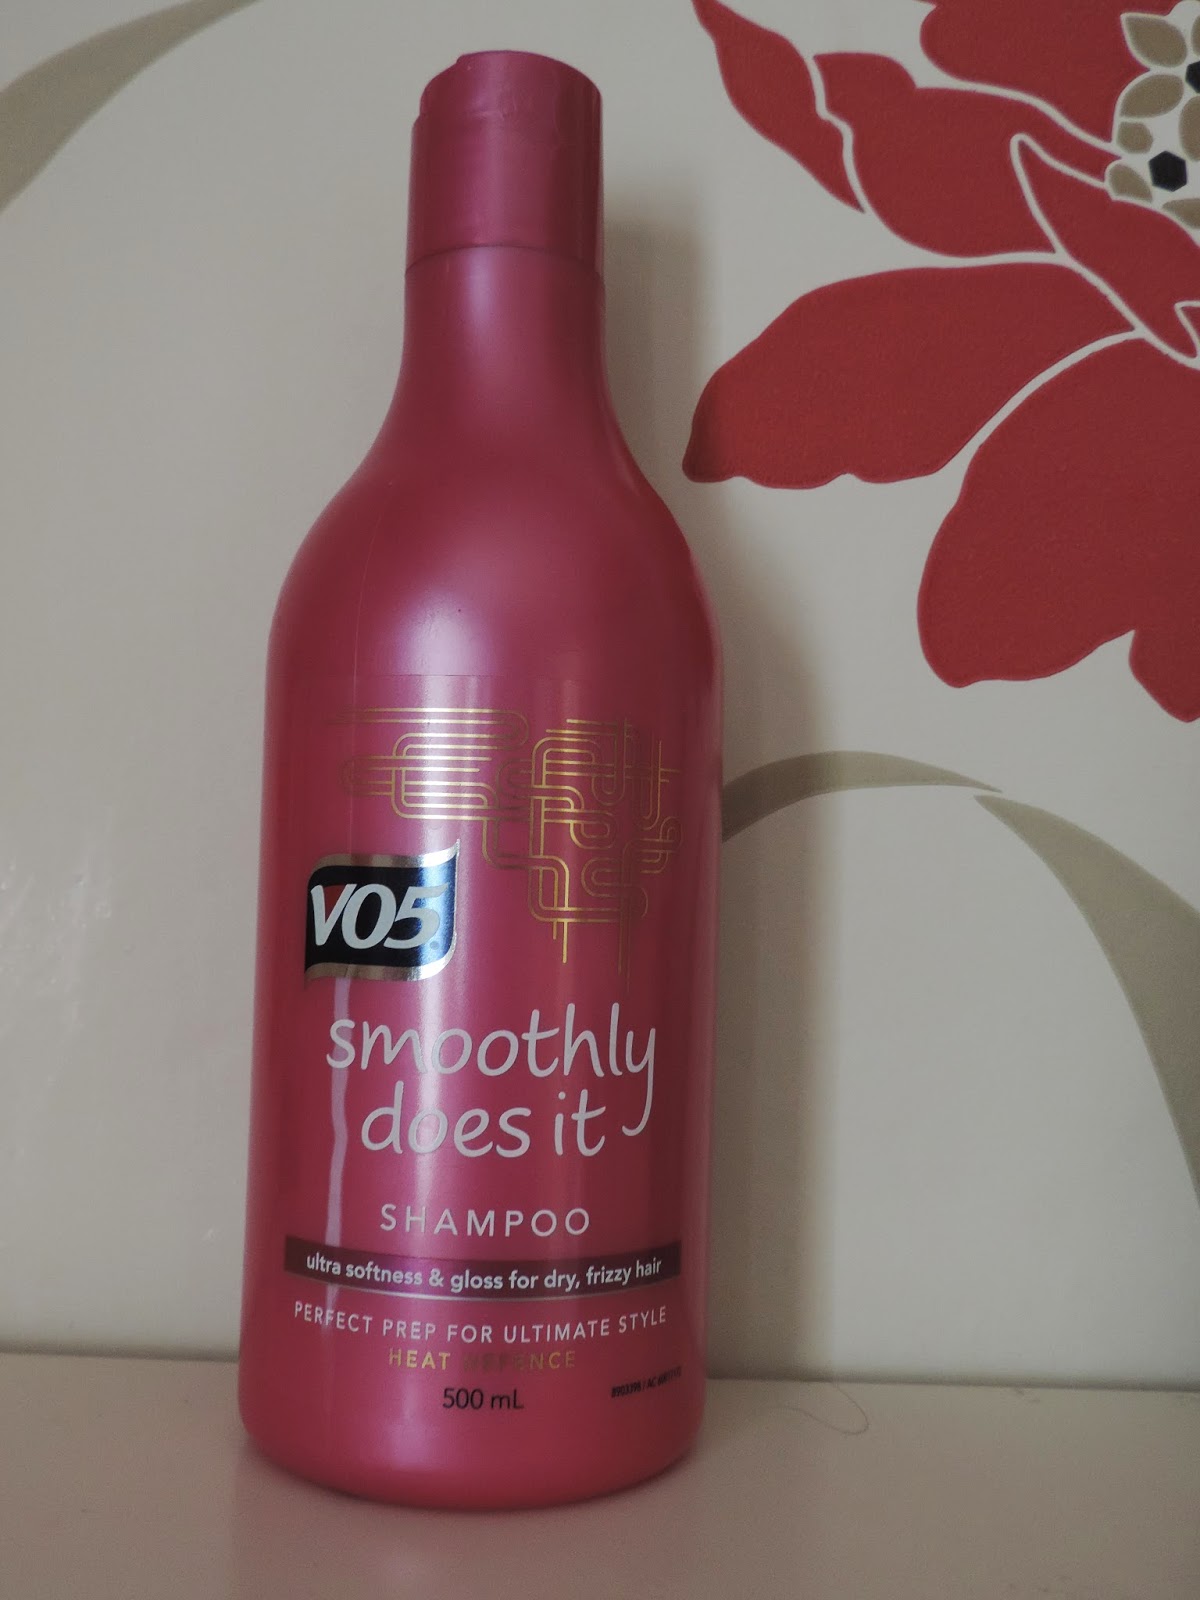 VO5
smoothly
does it
SHAMPOO
ultra softness & gloss for dry, frizzy hair
PERFECT PREP FOR ULTIMATE STYLE
HEAT DEFENCE
500 mL